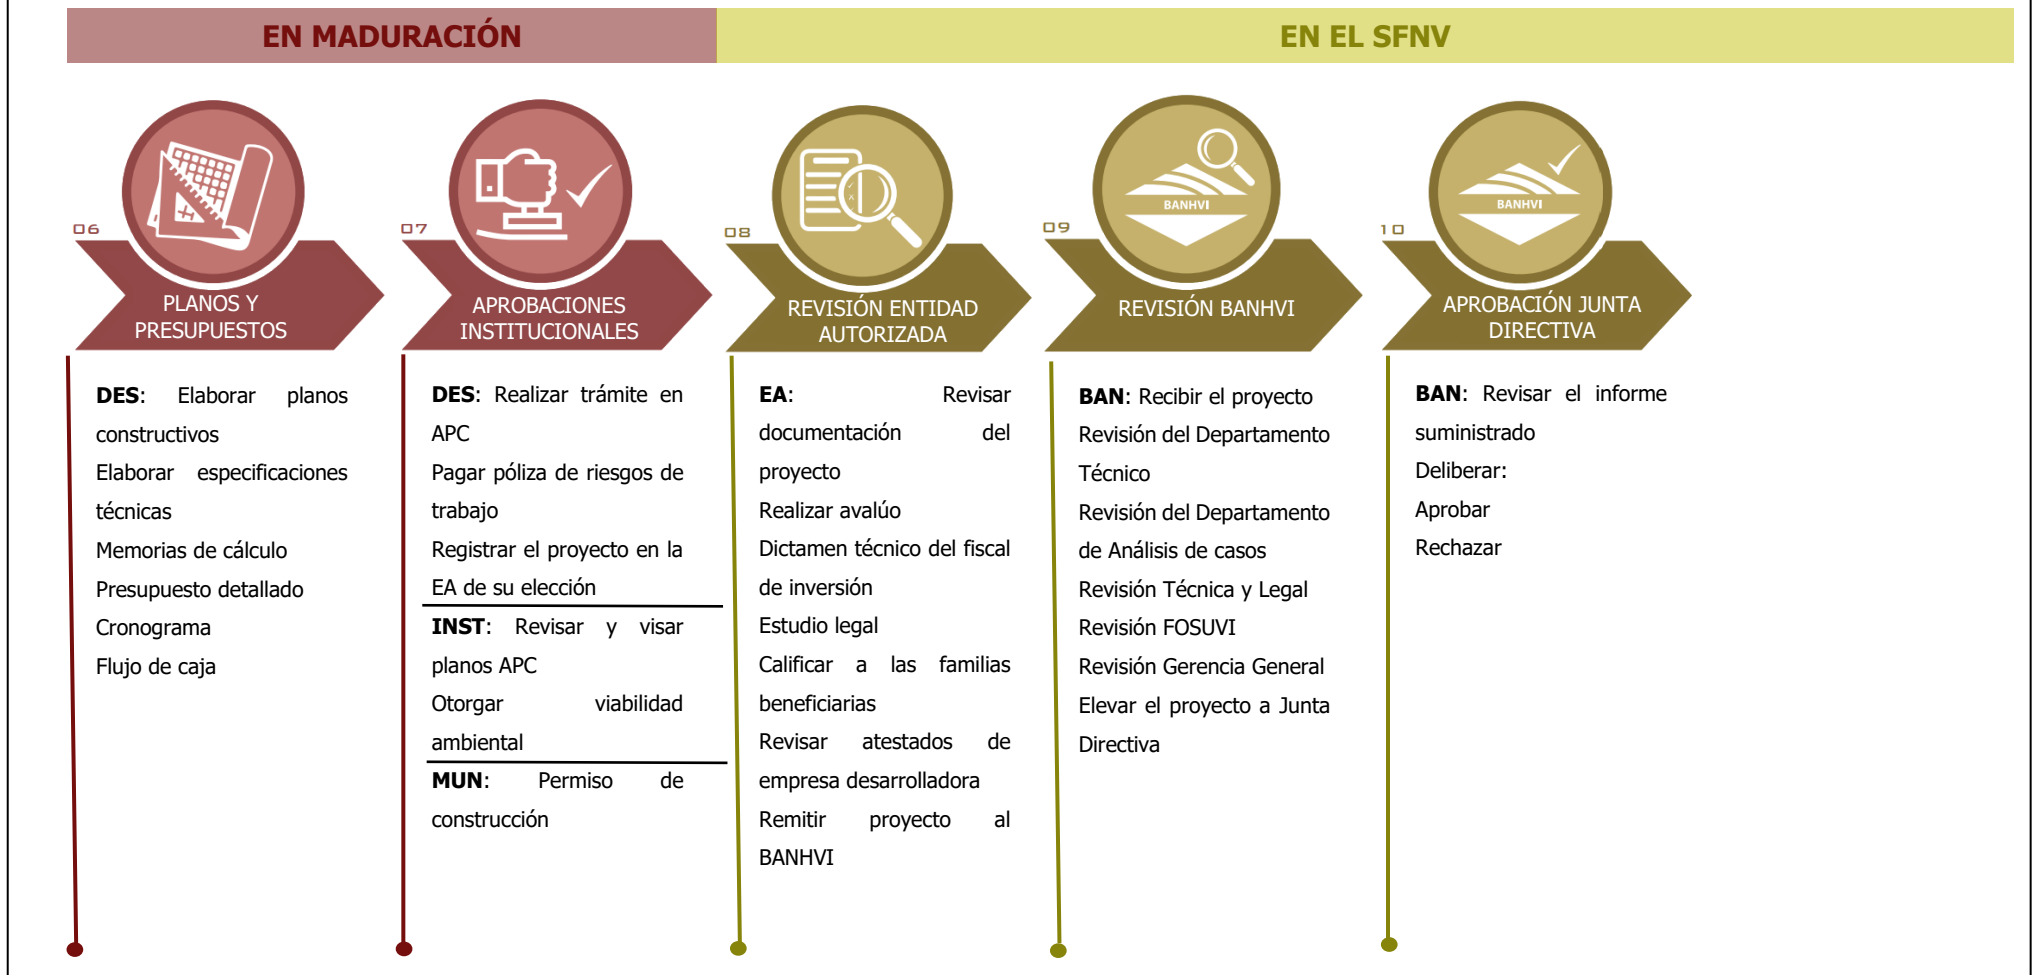 EN MADURACIÓN
EN EL SFNV
06
PLANOS Y
PRESUPUESTOS
DES: Elaborar planos
constructivos
Elaborar especificaciones
técnicas
Memorias de cálculo
Presupuesto detallado
Cronograma
Flujo de caja
07
APROBACIONES
INSTITUCIONALES
DES: Realizar trámite en
APC
Pagar póliza de riesgos de
trabajo
Registrar el proyecto en la
EA de su elección
INST: Revisar y visar
planos APC
Otorgar viabilidad
ambiental
MUN: Permiso de
construcción
08
REVISIÓN ENTIDAD
AUTORIZADA
EA: Revisar
documentación del
proyecto
Realizar avalúo
Dictamen técnico del fiscal
de inversión
Estudio legal
Calificar a las familias
beneficiarias
Revisar atestados de
empresa desarrolladora
Remitir proyecto al
BANHVI
09
BANHVI
REVISIÓN BANHVI
BAN: Recibir el proyecto
Revisión del Departamento
Técnico
Revisión del Departamento
de Análisis de casos
Revisión Técnica y Legal
Revisión FOSUVI
Revisión Gerencia General
Elevar el proyecto a Junta
Directiva
10
BANHVI
APROBACIÓN JUNTA
DIRECTIVA
BAN: Revisar el informe
suministrado
Deliberar:
Aprobar
Rechazar